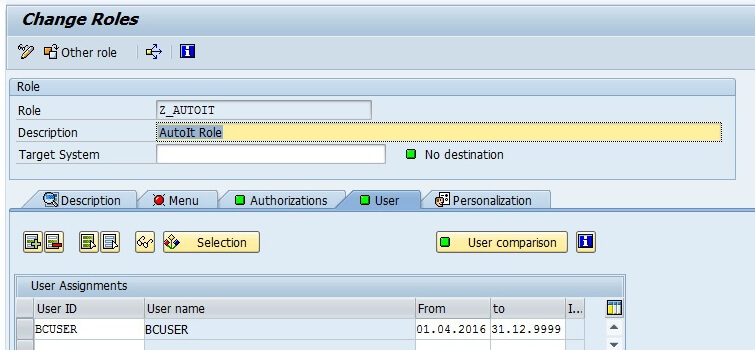 Change Roles
Other role
Role
Role Z_AUTOIT
Description AutoIt Role
Target System No destination
Description Menu Authorizations User Personalization
Selection User comparison
User Assignments
User ID User name From to I...
BCUSER BCUSER 01.04.2016 31.12.9999